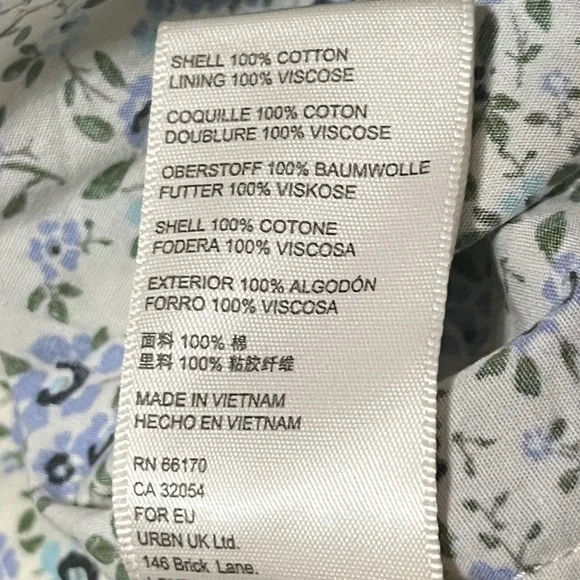 SHELL 100% COTTON
LINING 100% VISCOSE
COQUILLE 100% COTON
DOUBLURE 100% VISCOSE
OBERSTOFF 100% BAUMWOLLE
FUTTER 100% VISKOSE
SHELL 100% COTONE
FODERA 100% VISCOSA
EXTERIOR 100% ALGODÓN
FORRO 100% VISCOSA
面料 100% 棉
里料 100% 粘胶纤维
MADE IN VIETNAM
HECHO EN VIETNAM
RN 66170
CA 32054
FOR EU
URBN UK Ltd.
146 Brick Lane.